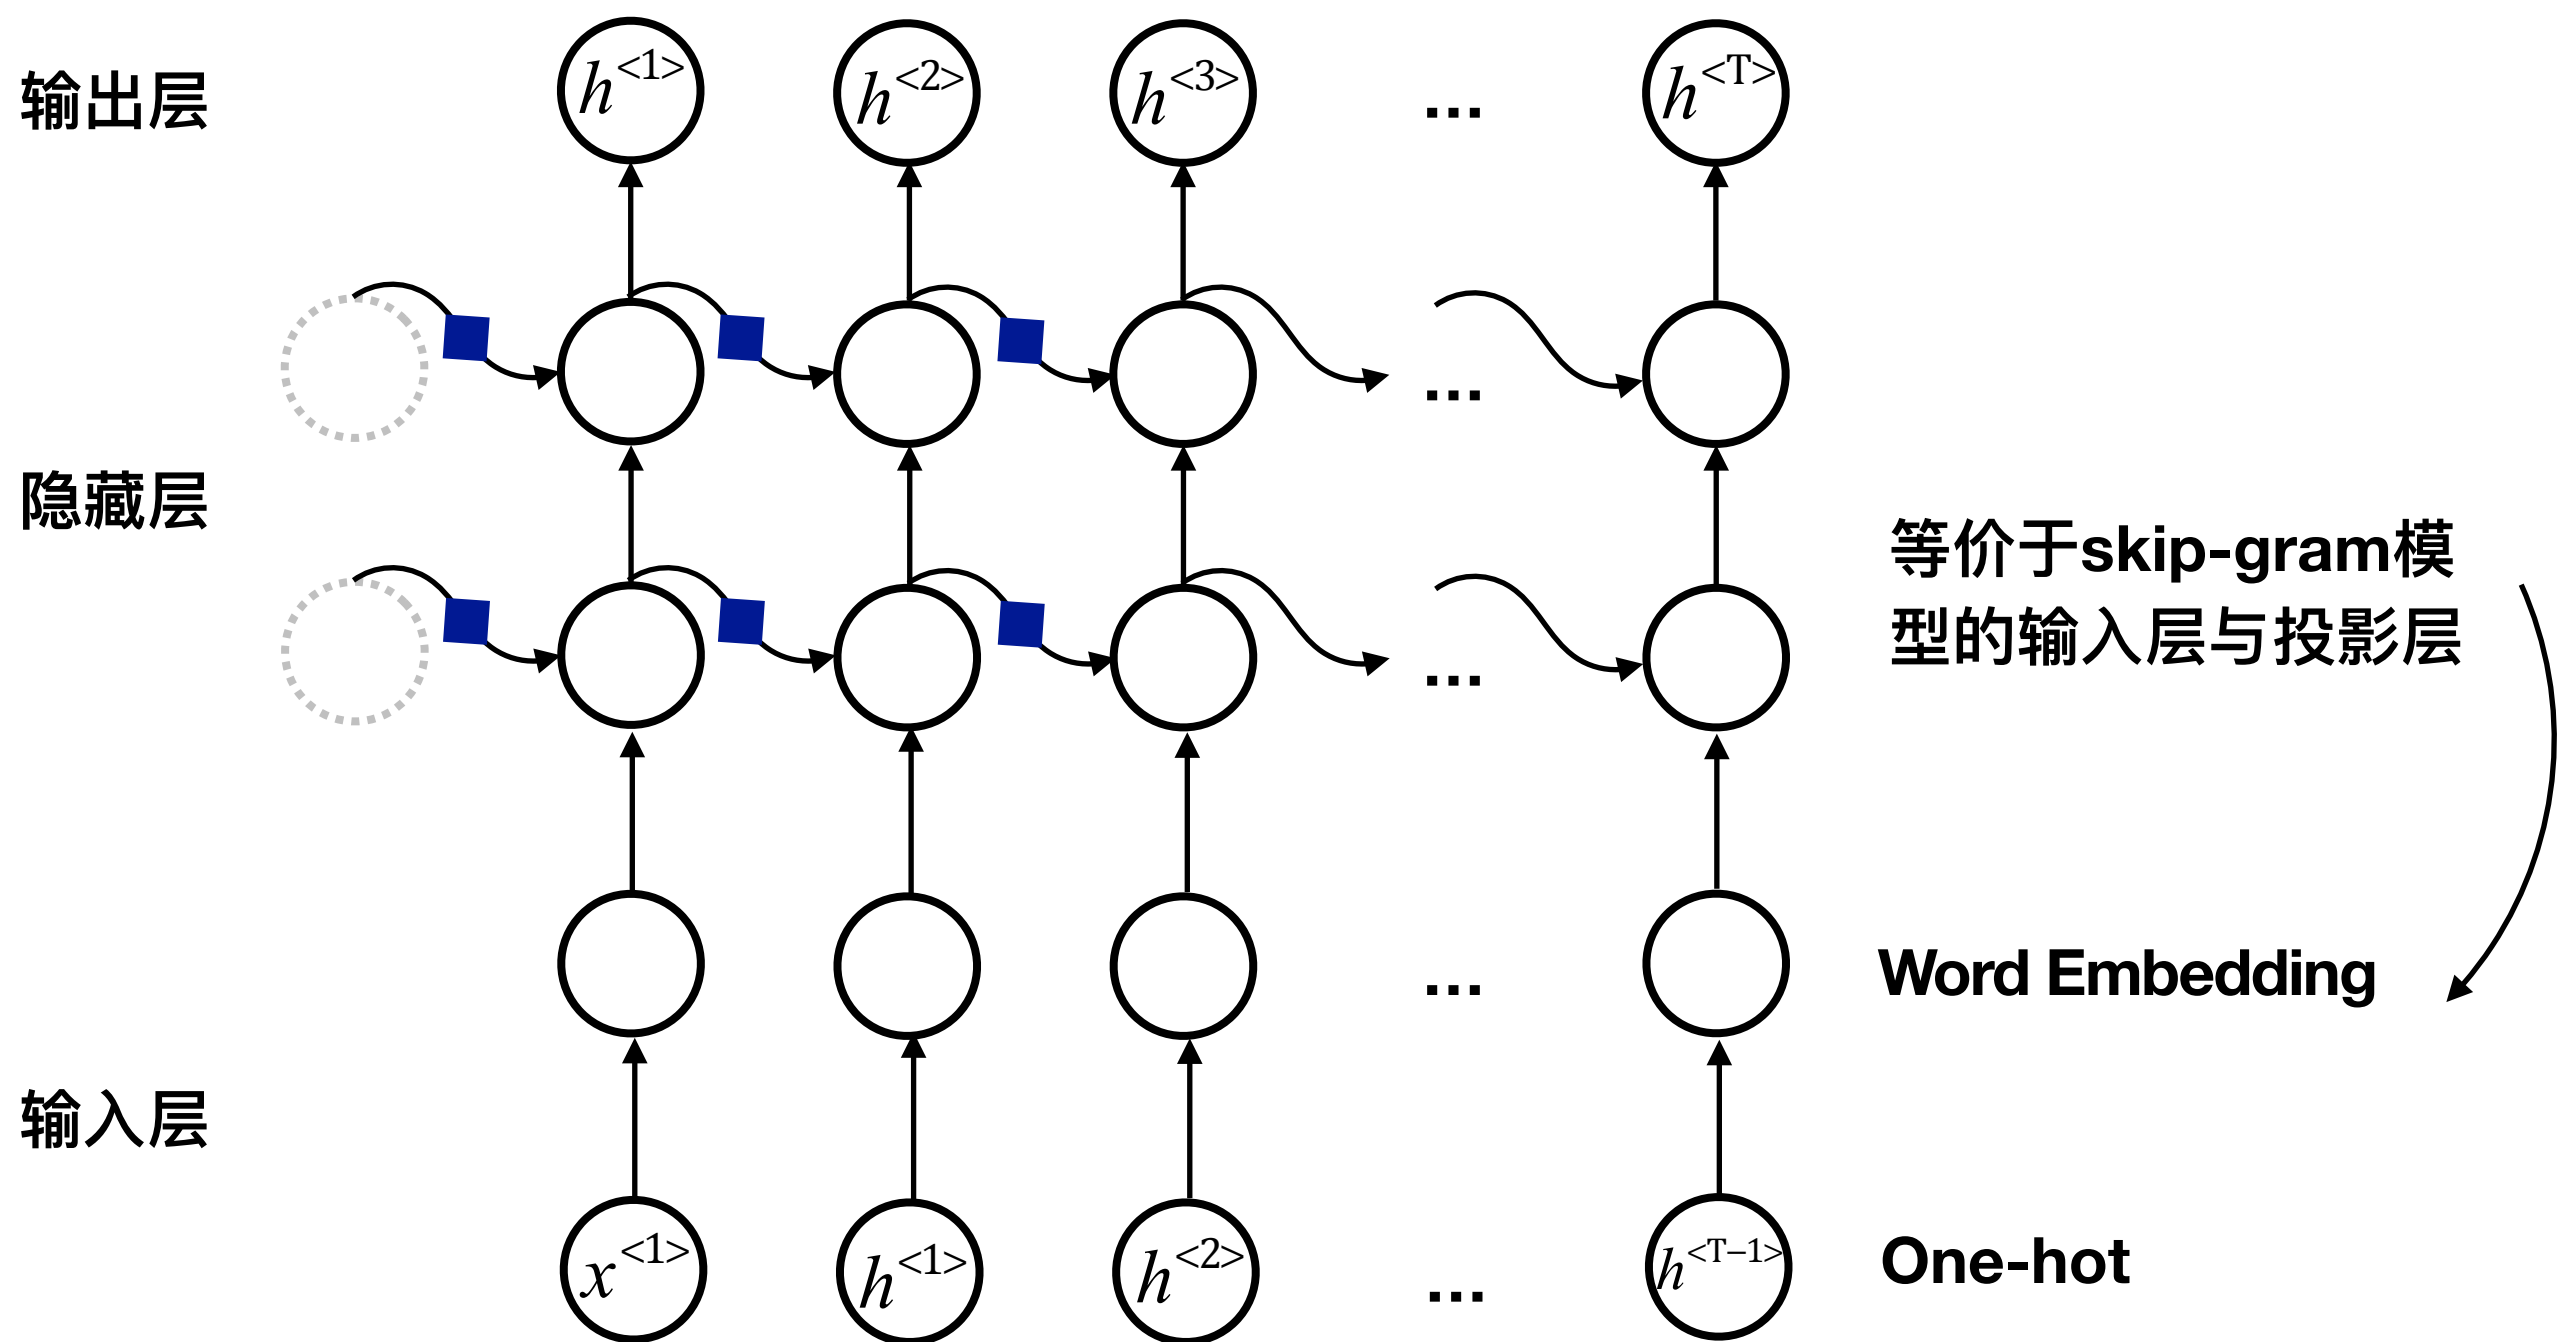 输出层 h<1> h<2> h<3> ... h<T>
...
隐藏层
等价于skip-gram模
型的输入层与投影层
...
... Word Embedding
输入层
x<1> h<1> h<2> ... h<T−1> One-hot